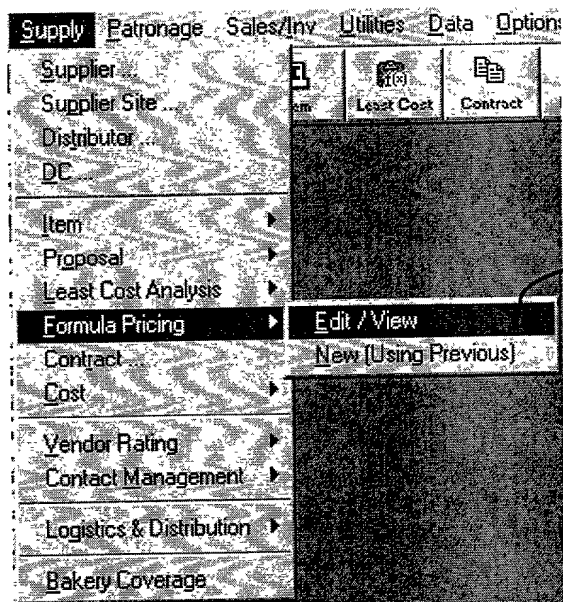 Supply Patronage Sales/Inv Utilities Data Option
Supplier ...
Supplier Site ...
Distributor ...
DC ...
Least Cost
Contract
Item
Proposal
Least Cost Analysis
Formula Pricing
Edit / View
New (Using Previous)
Contract ...
Cost
Vendor Rating
Contact Management
Logistics & Distribution
Bakery Coverage